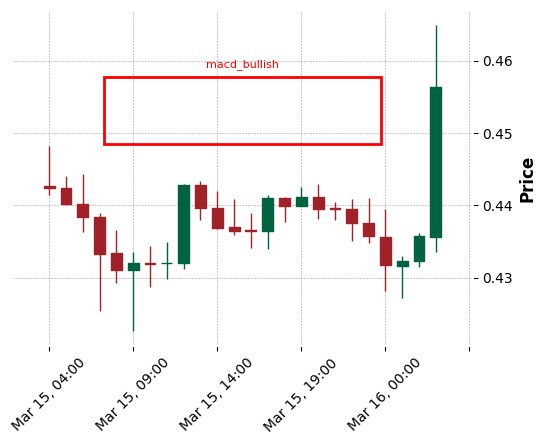 macd_bullish
0.46
0.45
0.44
0.43
Price
Mar 15, 04:00
Mar 15, 09:00
Mar 15, 14:00
Mar 15, 19:00
Mar 16, 00:00